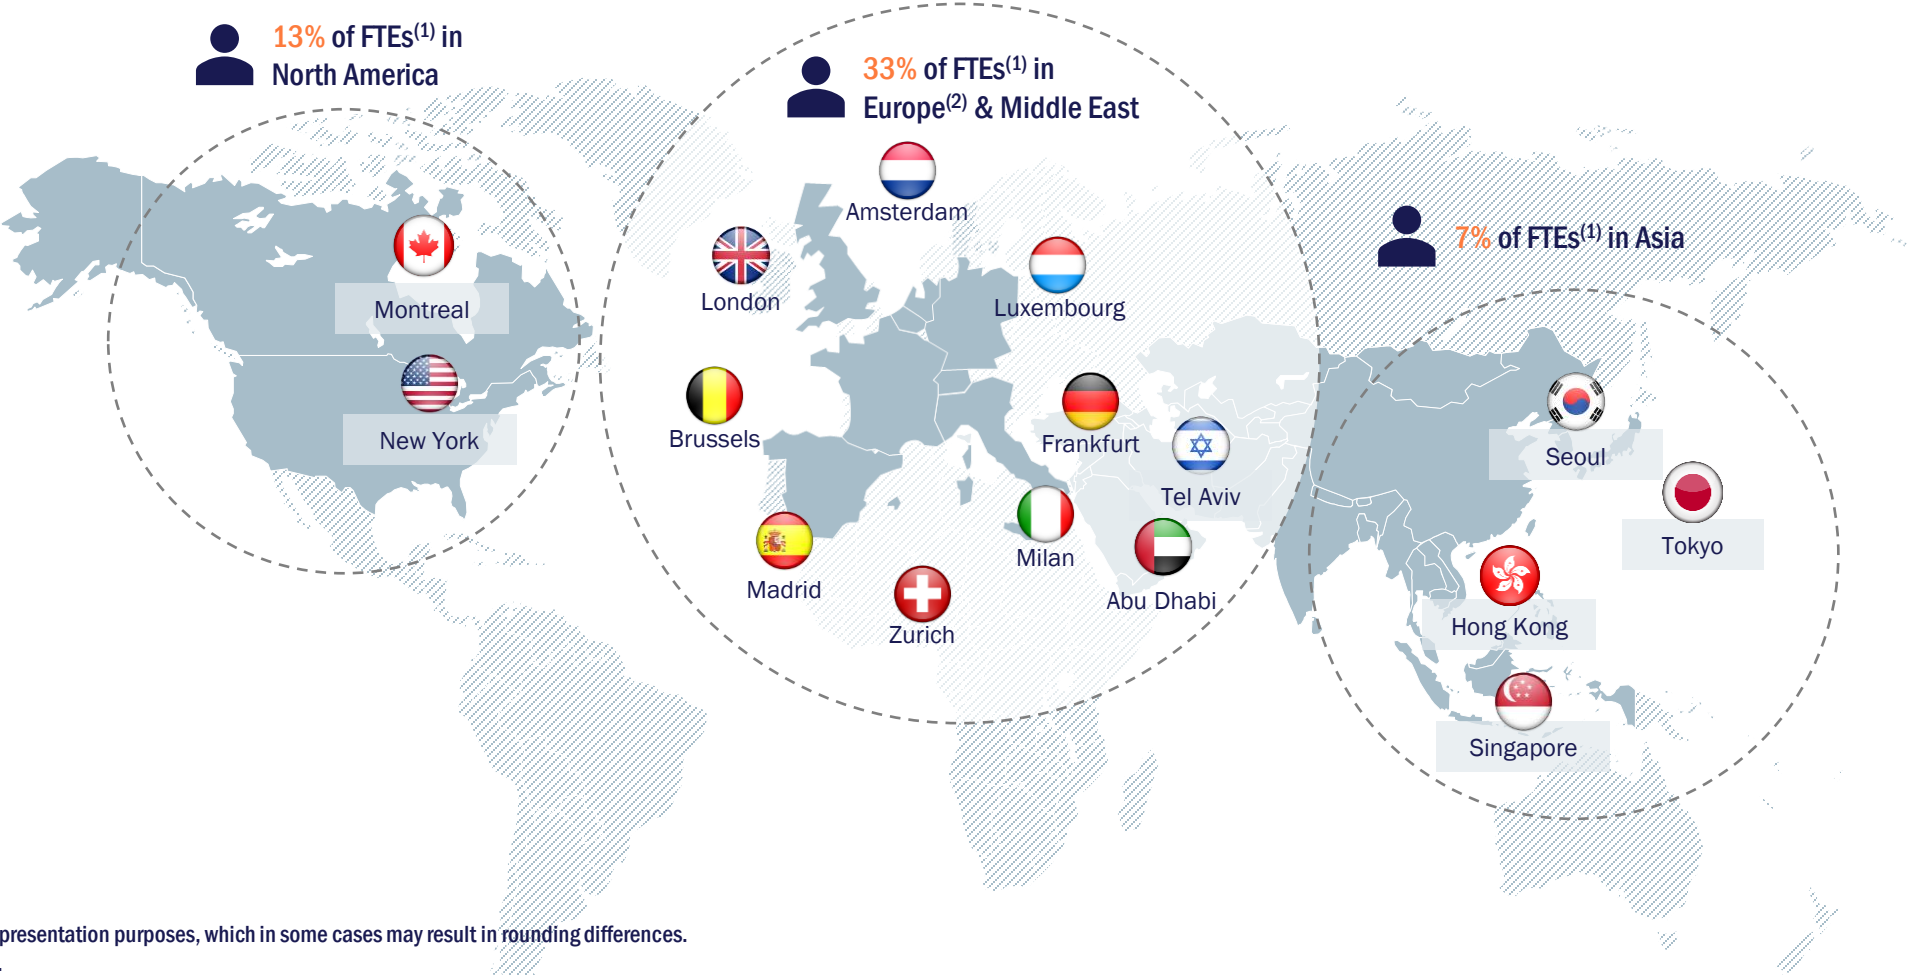 13% of FTEs(1) in
North America
33% of FTEs(1) in
Europe(2) & Middle East
7% of FTEs(1) in Asia
Amsterdam
London
Luxembourg
Montreal
New York
Brussels
Frankfurt
Tel Aviv
Seoul
Tokyo
Madrid
Milan
Abu Dhabi
Zurich
Hong Kong
Singapore
presentation purposes, which in some cases may result in rounding differences.
.